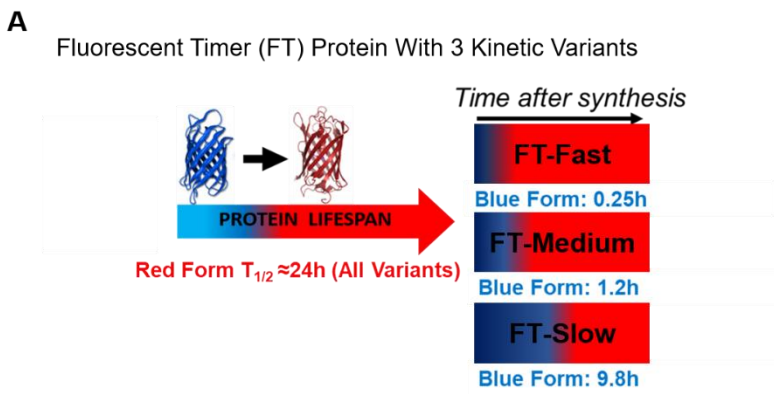 A
Fluorescent Timer (FT) Protein With 3 Kinetic Variants
Time after synthesis
FT-Fast
Blue Form: 0.25h
PROTEIN LIFESPAN
FT-Medium
Red Form T1/2 ≈24h (All Variants)
Blue Form: 1.2h
FT-Slow
Blue Form: 9.8h